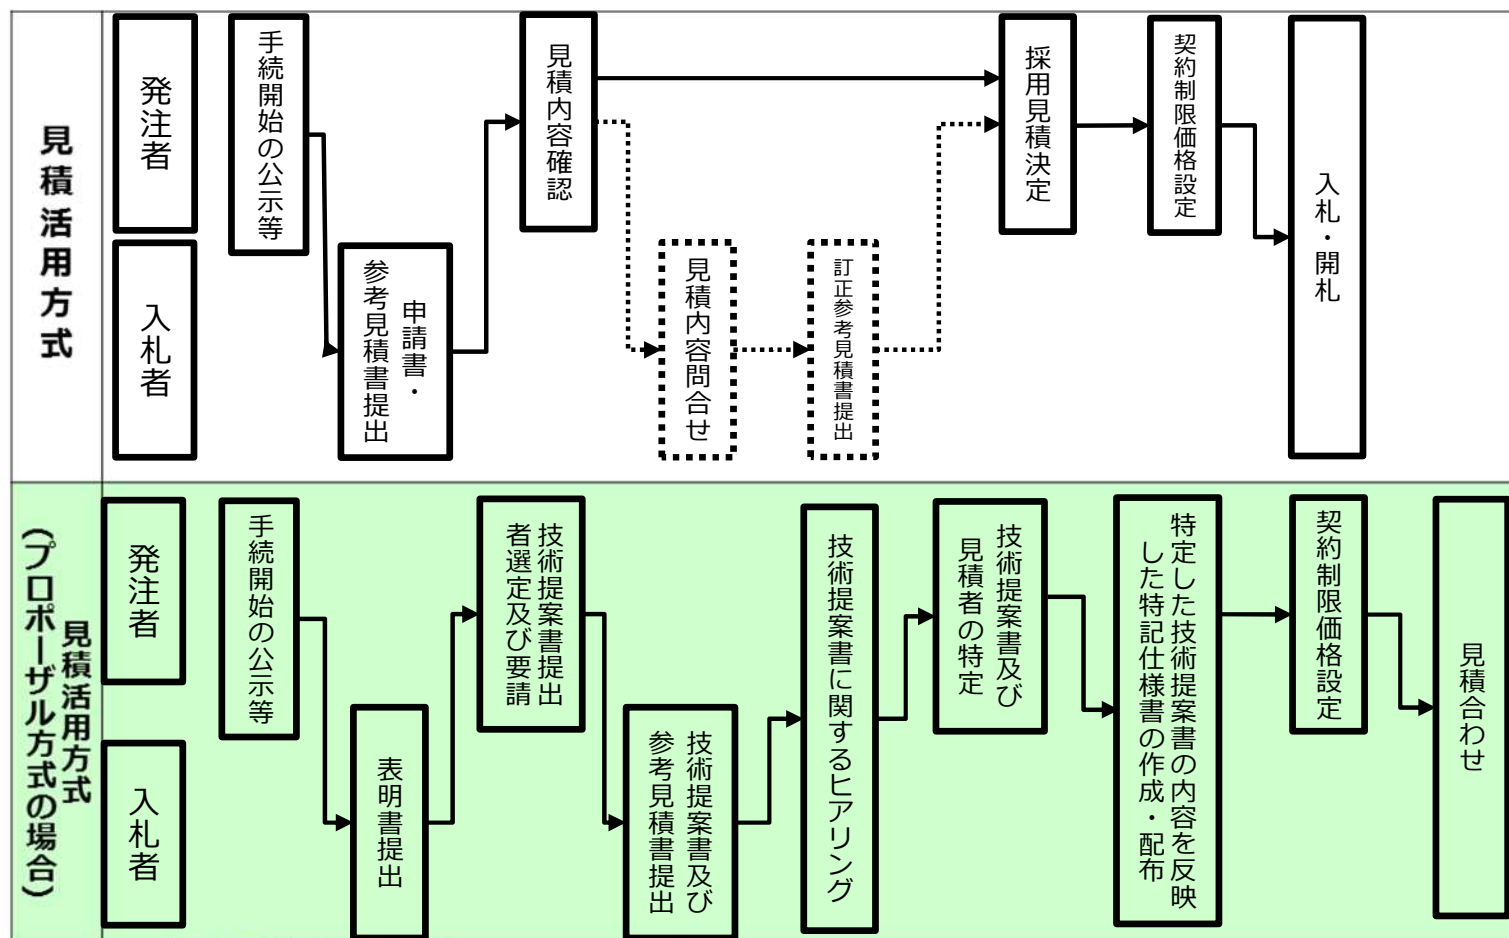 見積活用方式
発注者
入札者
手続開始の公示等
申請書・
参考見積書提出
見積内容確認
見積内容問合せ
訂正参考見積書提出
採用見積決定
契約制限価格設定
入札・開札
見積活用方式
(プロポーザル方式の場合)
発注者
入札者
手続開始の公示等
表明書提出
技術提案書提出
者選定及び要請
技術提案書及び
参考見積書提出
技術提案書に関するヒアリング
技術提案書及び
見積者の特定
特定した技術提案書の内容を反映
した特記仕様書の作成・配布
契約制限価格設定
見積合わせ